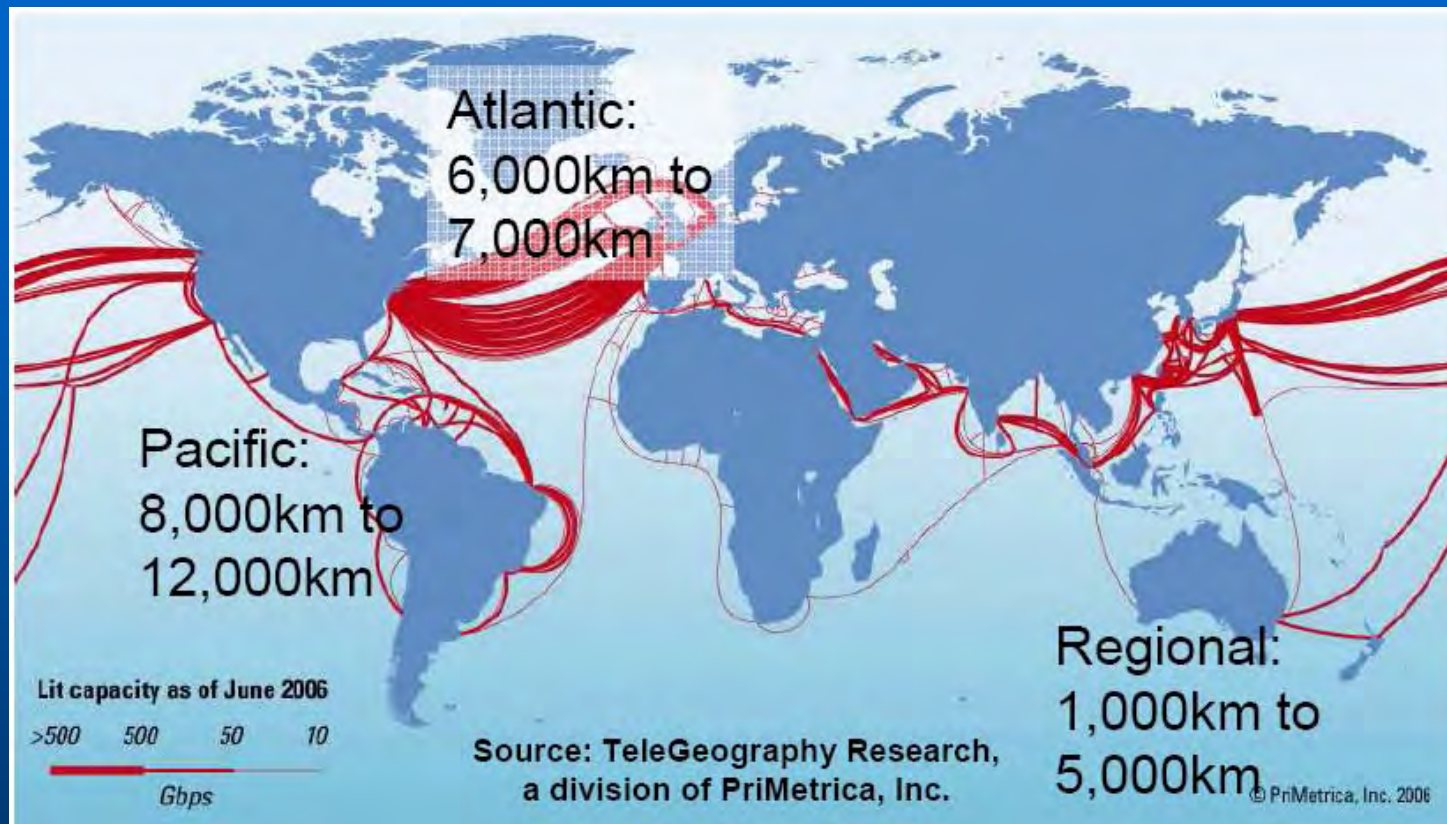 Atlantic:
6,000km to
7,000km
Pacific:
8,000km to
12,000km
Regional:
1,000km to
5,000km
Lit capacity as of June 2006
>500 500 50 10
Gbps
Source: TeleGeography Research,
a division of PriMetrica, Inc.
© PriMetrica, Inc. 2006